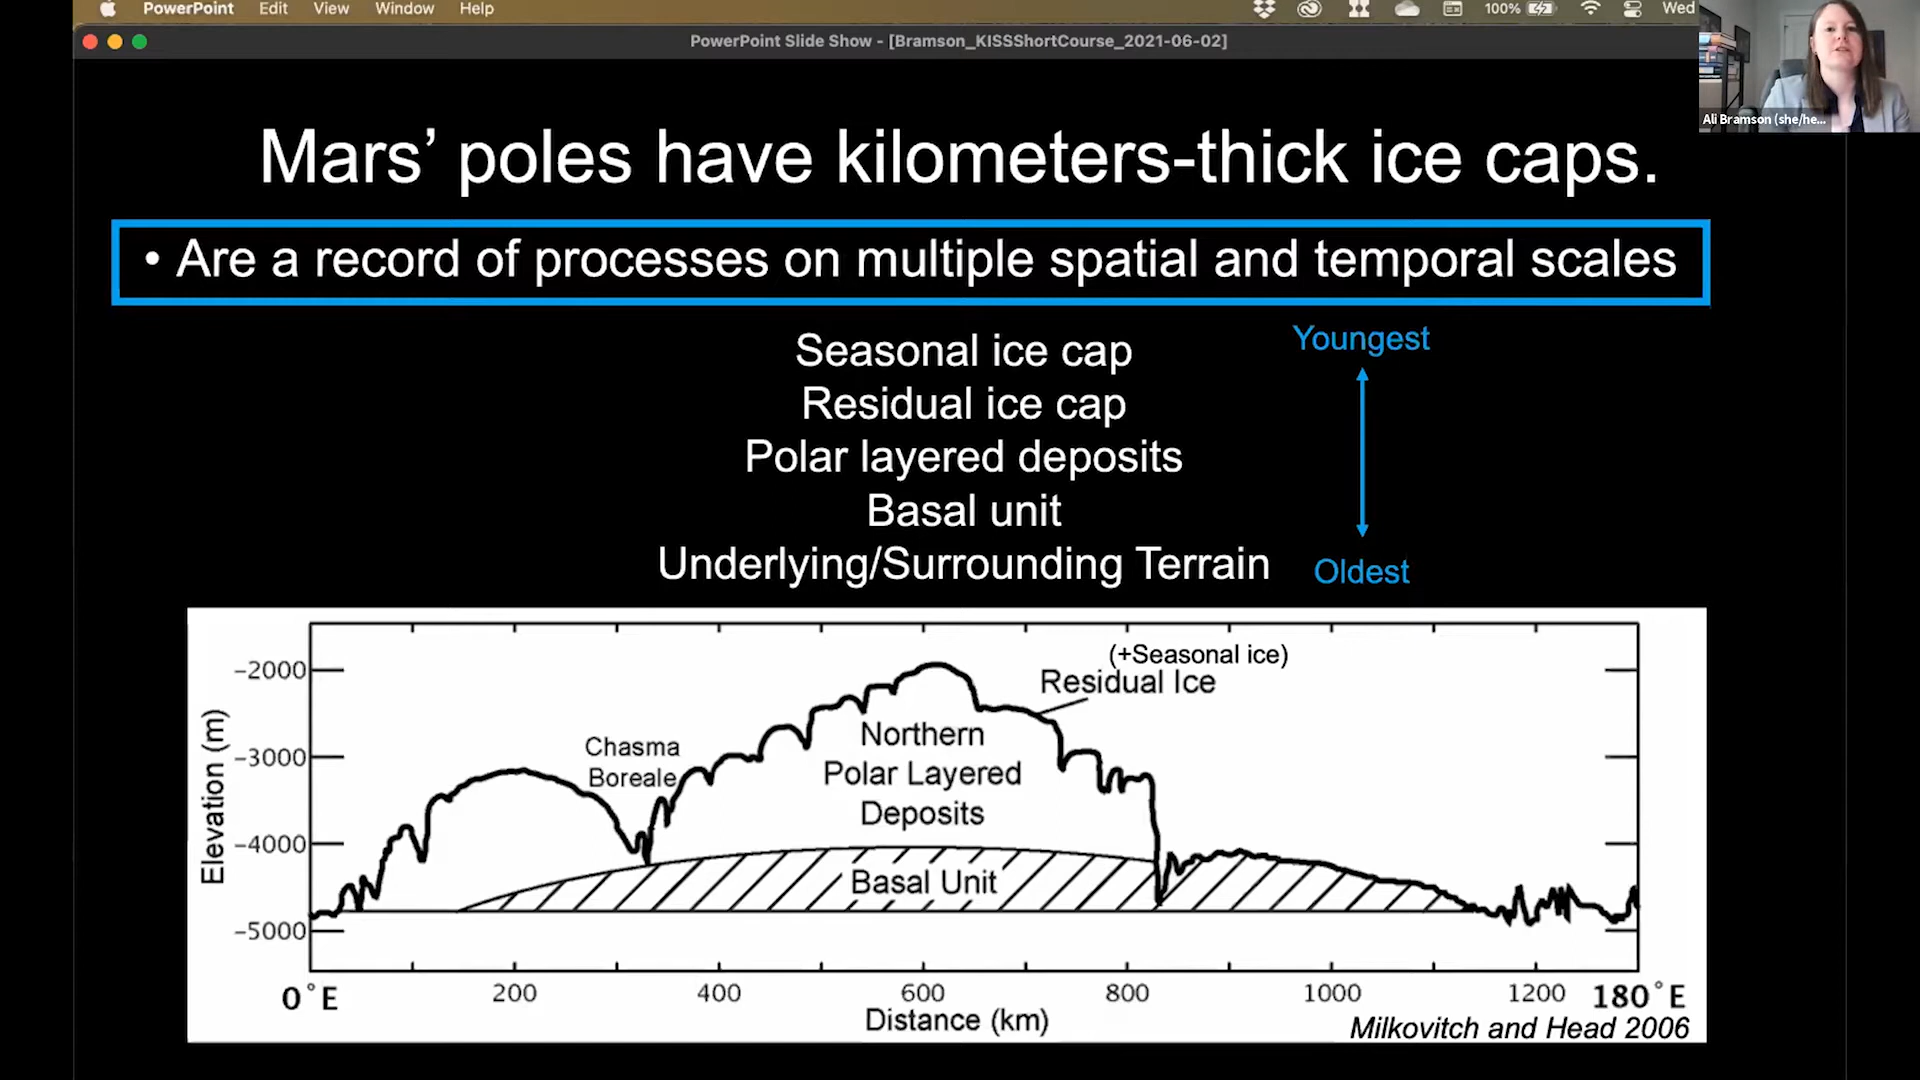 PowerPoint Edit View Window Help 100% Wed
PowerPoint Slide Show - [Bramson_KISSShortCourse_2021-06-02]
Ali Bramson (she/he...
Mars’ poles have kilometers-thick ice caps.
• Are a record of processes on multiple spatial and temporal scales
Youngest
Seasonal ice cap
Residual ice cap
Polar layered deposits
Basal unit
Underlying/Surrounding Terrain
Oldest
(+Seasonal ice)
Residual Ice
Northern
Polar Layered
Deposits
Chasma
Boreale
Basal Unit
Elevation (m)
−2000
−3000
−4000
−5000
0°E 200 400 600 800 1000 1200 180°E
Distance (km)
Milkovitch and Head 2006